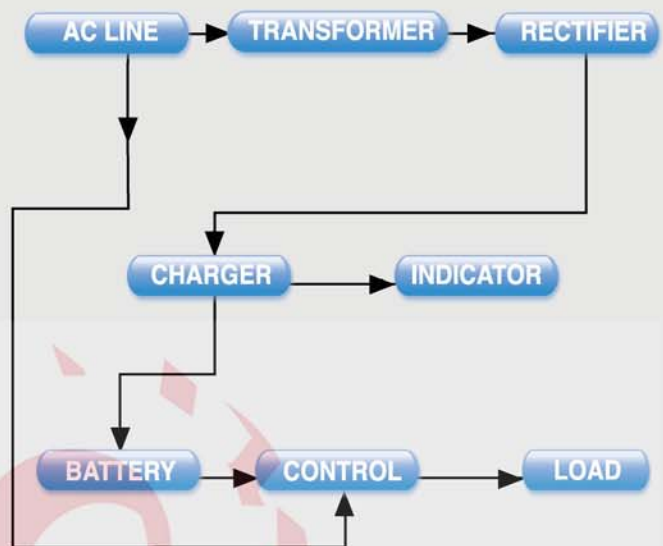 AC LINE
TRANSFORMER
RECTIFIER
CHARGER
INDICATOR
BATTERY
CONTROL
LOAD